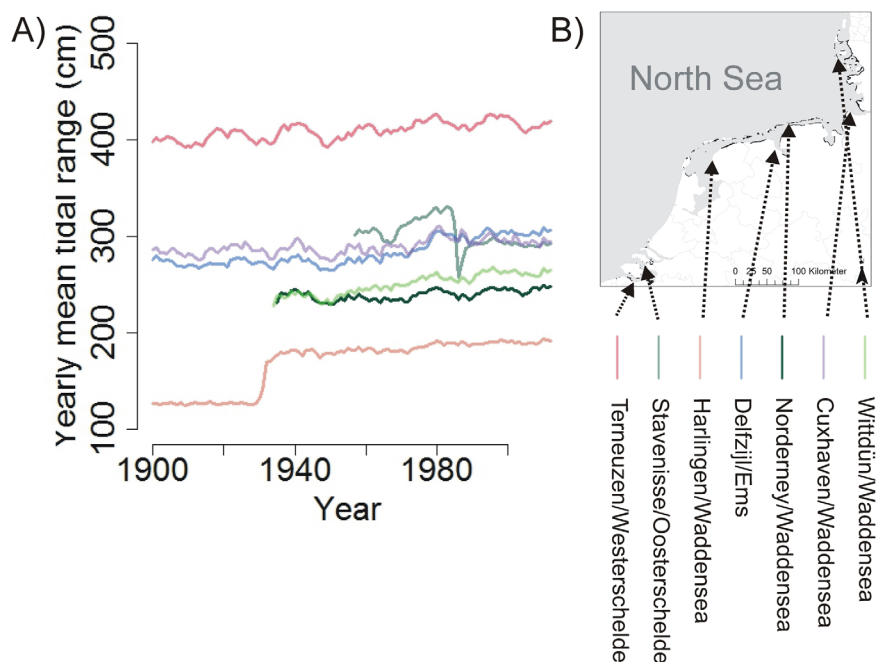 A)
Yearly mean tidal range (cm)
500
400
300
200
100
1900
1940
1980
Year
B)
North Sea
0 25 50 100 Kilometer
Terneuzen/Westerschelde
Stavenisse/Oosterschelde
Harlingen/Waddensea
Delfzijl/Ems
Norderney/Waddensea
Cuxhaven/Waddensea
Wittdün/Waddensea